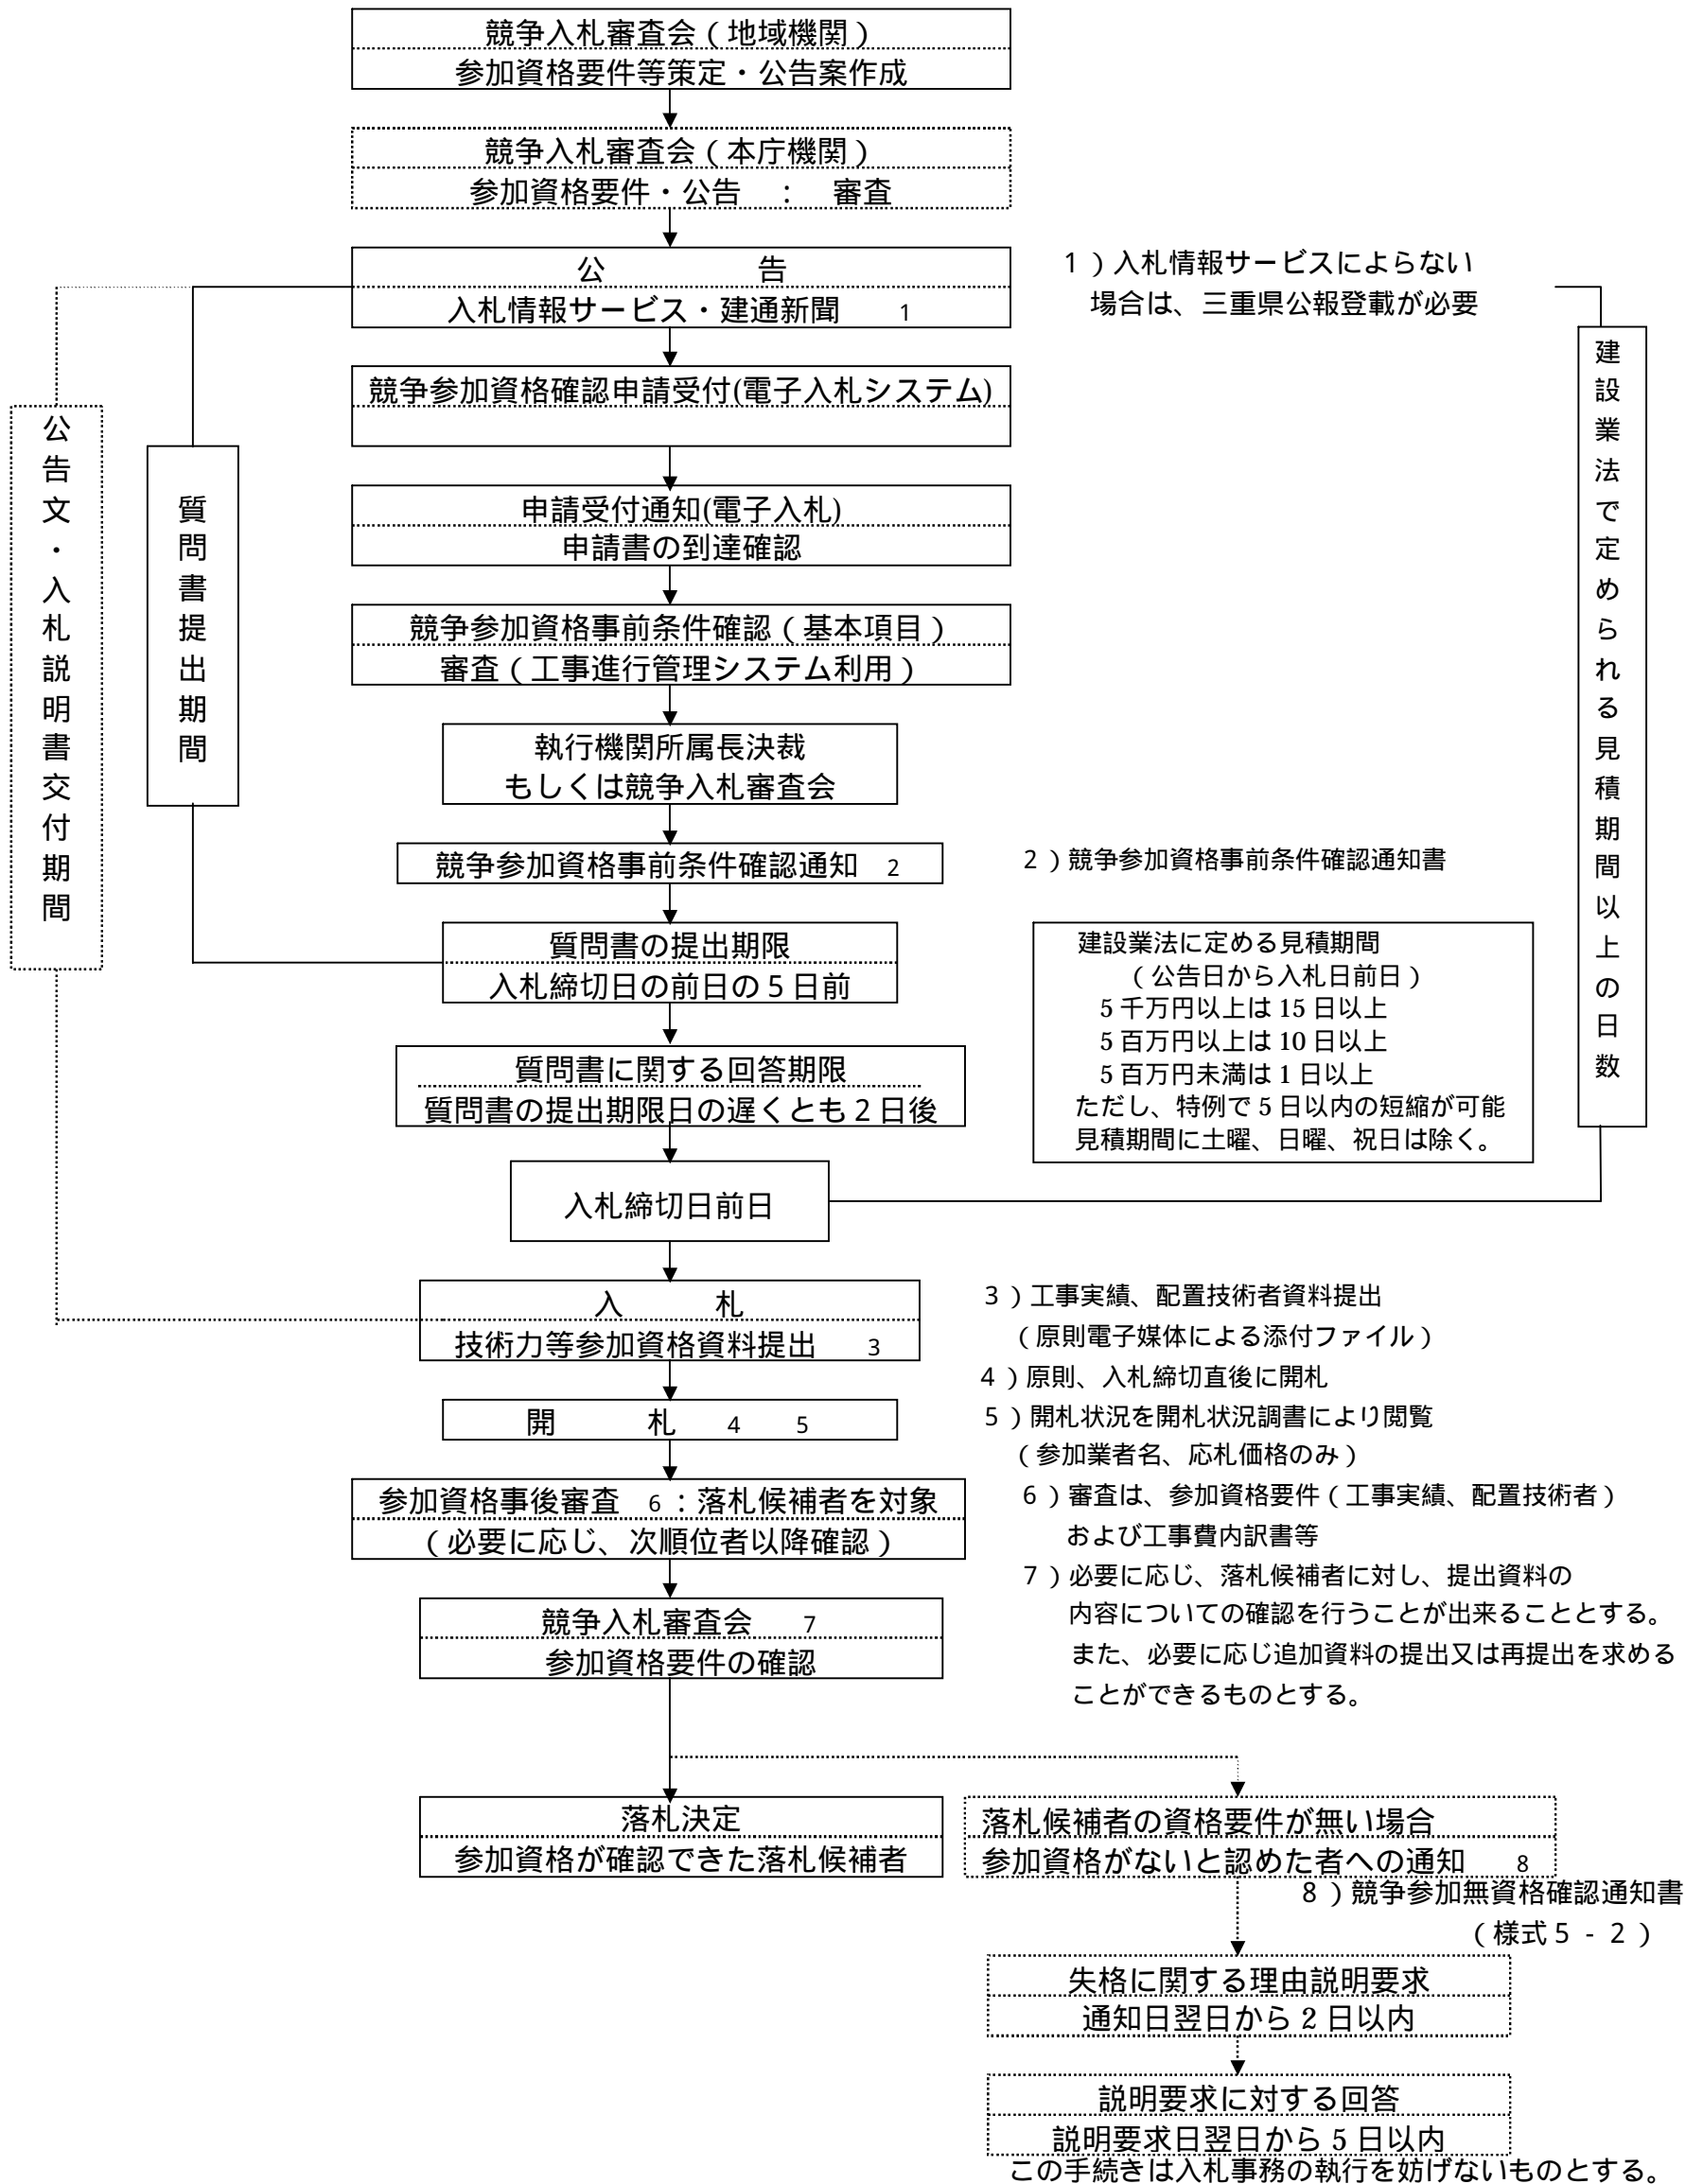 競争入札審査会（地域機関）
参加資格要件等策定・公告案作成
競争入札審査会（本庁機関）
参加資格要件・公告　：　審査
公　　　　　告
入札情報サービス・建通新聞　　1
1）入札情報サービスによらない
場合は、三重県公報登載が必要
競争参加資格確認申請受付(電子入札システム)
申請受付通知(電子入札)
申請書の到達確認
競争参加資格事前条件確認（基本項目）
審査（工事進行管理システム利用）
執行機関所属長決裁
もしくは競争入札審査会
競争参加資格事前条件確認通知　2
2）競争参加資格事前条件確認通知書
質問書の提出期限
入札締切日の前日の5日前
質問書に関する回答期限
質問書の提出期限日の遅くとも2日後
入札締切日前日
公告文・入札説明書交付期間
質問書提出期間
建設業法で定められる見積期間以上の日数
建設業法に定める見積期間
（公告日から入札日前日）
5千万円以上は15日以上
5百万円以上は10日以上
5百万円未満は1日以上
ただし、特例で5日以内の短縮が可能
見積期間に土曜、日曜、祝日は除く。
入　　　札
技術力等参加資格資料提出　　3
3）工事実績、配置技術者資料提出
（原則電子媒体による添付ファイル）
開　　　札　4　5
4）原則、入札締切直後に開札
5）開札状況を開札状況調書により閲覧
（参加業者名、応札価格のみ）
参加資格事後審査　6：落札候補者を対象
（必要に応じ、次順位者以降確認）
6）審査は、参加資格要件（工事実績、配置技術者）
および工事費内訳書等
競争入札審査会　7
参加資格要件の確認
7）必要に応じ、落札候補者に対し、提出資料の
内容についての確認を行うことが出来ることとする。
また、必要に応じ追加資料の提出又は再提出を求める
ことができるものとする。
落札決定
参加資格が確認できた落札候補者
落札候補者の資格要件が無い場合
参加資格がないと認めた者への通知　8
8）競争参加無資格確認通知書
（様式5-2）
失格に関する理由説明要求
通知日翌日から2日以内
説明要求に対する回答
説明要求日翌日から5日以内
この手続きは入札事務の執行を妨げないものとする。